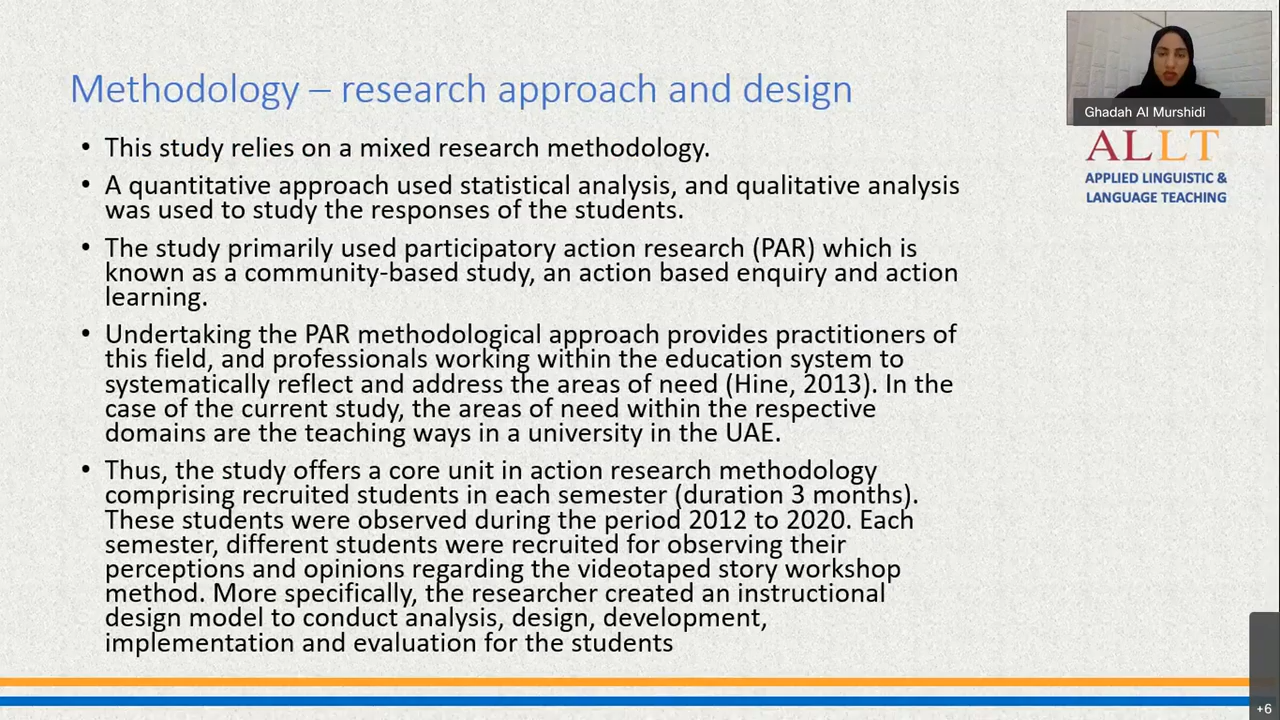 Methodology – research approach and design
• This study relies on a mixed research methodology.
• A quantitative approach used statistical analysis, and qualitative analysis
was used to study the responses of the students.
• The study primarily used participatory action research (PAR) which is
known as a community-based study, an action based enquiry and action
learning.
• Undertaking the PAR methodological approach provides practitioners of
this field, and professionals working within the education system to
systematically reflect and address the areas of need (Hine, 2013). In the
case of the current study, the areas of need within the respective
domains are the teaching ways in a university in the UAE.
• Thus, the study offers a core unit in action research methodology
comprising recruited students in each semester (duration 3 months).
These students were observed during the period 2012 to 2020. Each
semester, different students were recruited for observing their
perceptions and opinions regarding the videotaped story workshop
method. More specifically, the researcher created an instructional
design model to conduct analysis, design, development,
implementation and evaluation for the students
Ghadah Al Murshidi
ALLT
APPLIED LINGUISTIC &
LANGUAGE TEACHING
+6